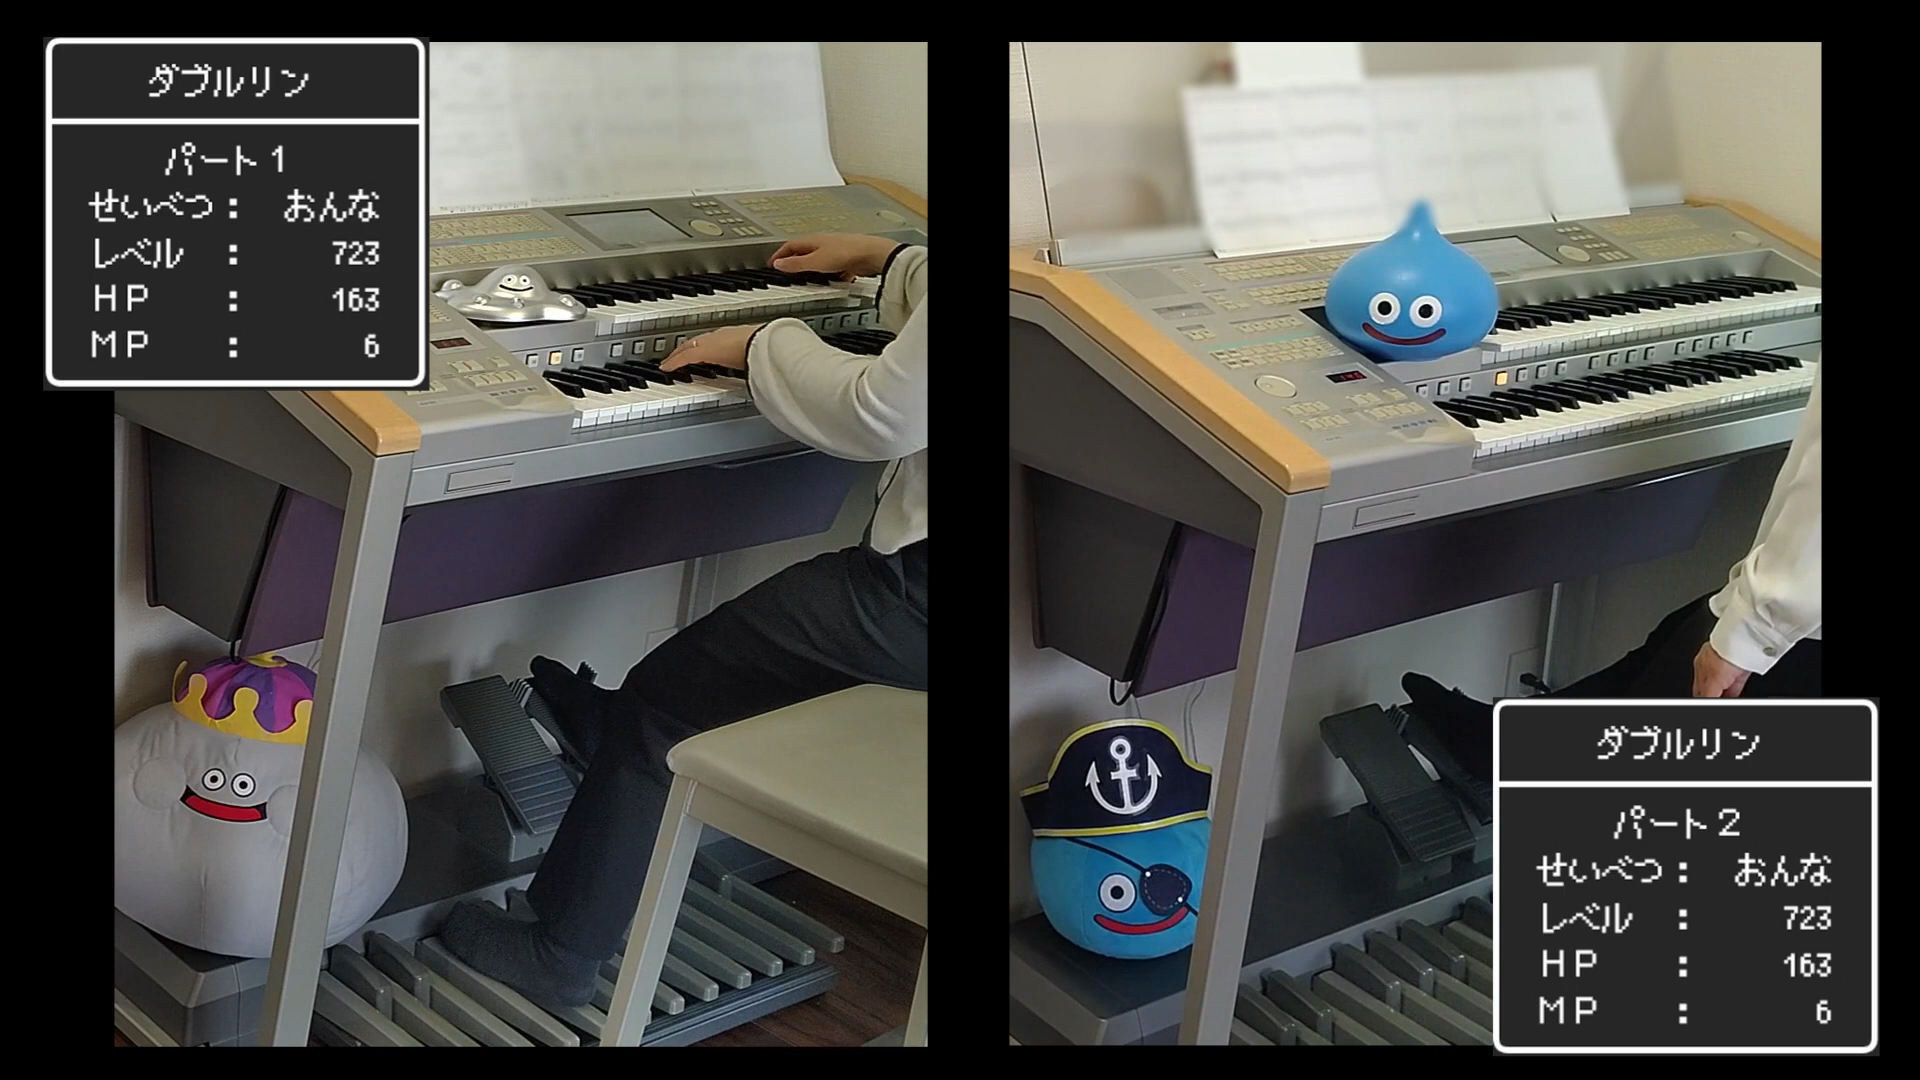 ダブルリン
パート1
せいべつ： おんな
レベル ： 723
HP ： 163
MP ： 6
ダブルリン
パート2
せいべつ： おんな
レベル ： 723
HP ： 163
MP ： 6